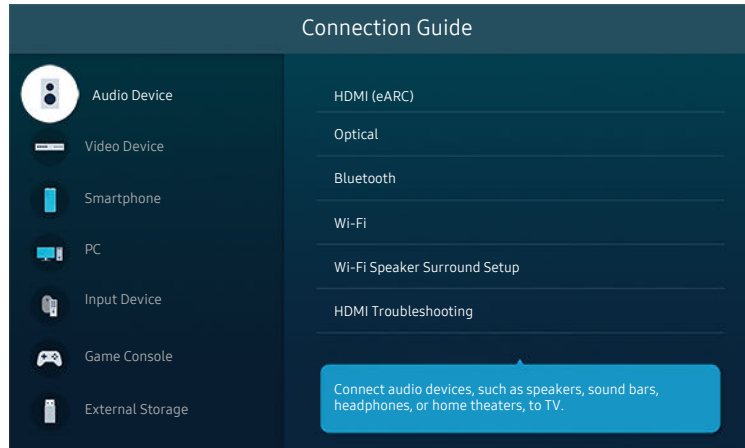 Connection Guide
Audio Device
Video Device
Smartphone
PC
Input Device
Game Console
External Storage
HDMI (eARC)
Optical
Bluetooth
Wi-Fi
Wi-Fi Speaker Surround Setup
HDMI Troubleshooting
Connect audio devices, such as speakers, sound bars,
headphones, or home theaters, to TV.